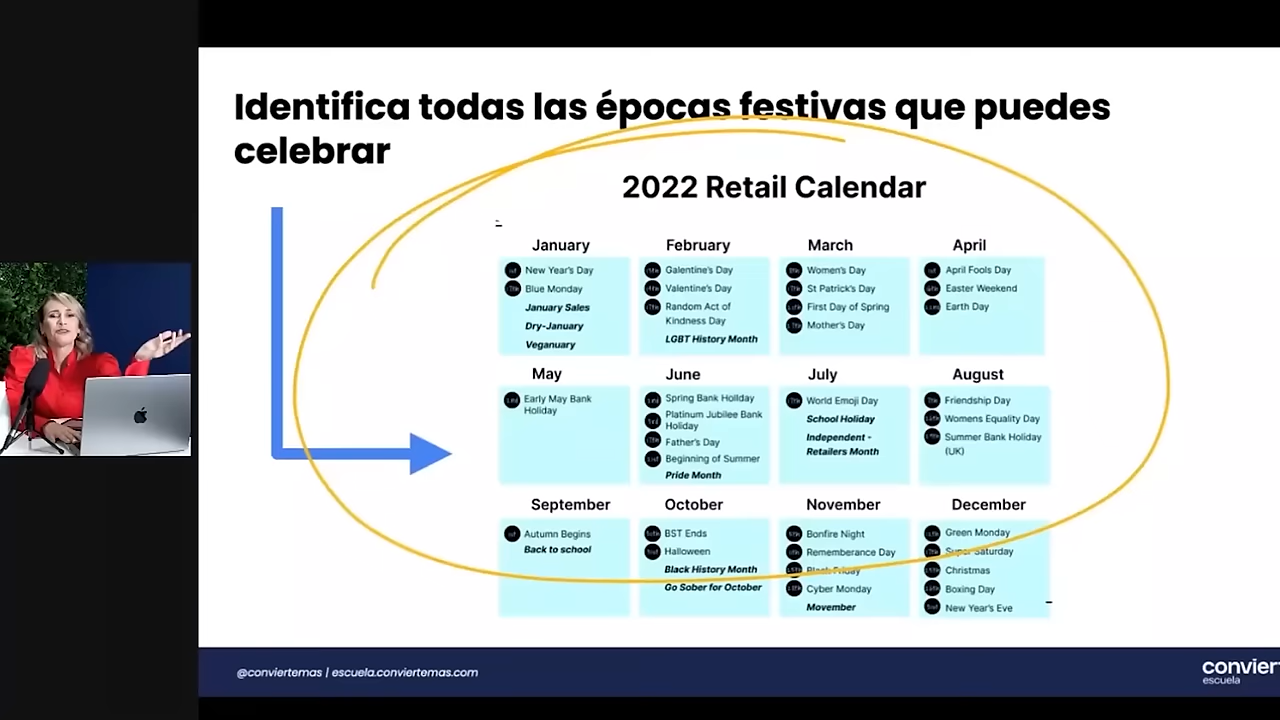 Identifica todas las épocas festivas que puedes
celebrar
2022 Retail Calendar
January
New Year's Day
Blue Monday
January Sales
Dry-January
Veganuary
February
Galentine's Day
Valentine's Day
Random Act of
Kindness Day
LGBT History Month
March
Women's Day
St Patrick's Day
First Day of Spring
Mother's Day
April
April Fools Day
Easter Weekend
Earth Day
May
Early May Bank
Holiday
June
Spring Bank Holiday
Platinum Jubilee Bank
Holiday
Father's Day
Beginning of Summer
Pride Month
July
World Emoji Day
School Holiday
Independent -
Retailers Month
August
Friendship Day
Womens Equality Day
Summer Bank Holiday
(UK)
September
Autumn Begins
Back to school
October
BST Ends
Halloween
Black History Month
Go Sober for October
November
Bonfire Night
Rememberance Day
Black Friday
Cyber Monday
Movember
December
Green Monday
Super Saturday
Christmas
Boxing Day
New Year's Eve
@conviertemas | escuela.conviertemas.com
convier
escuela